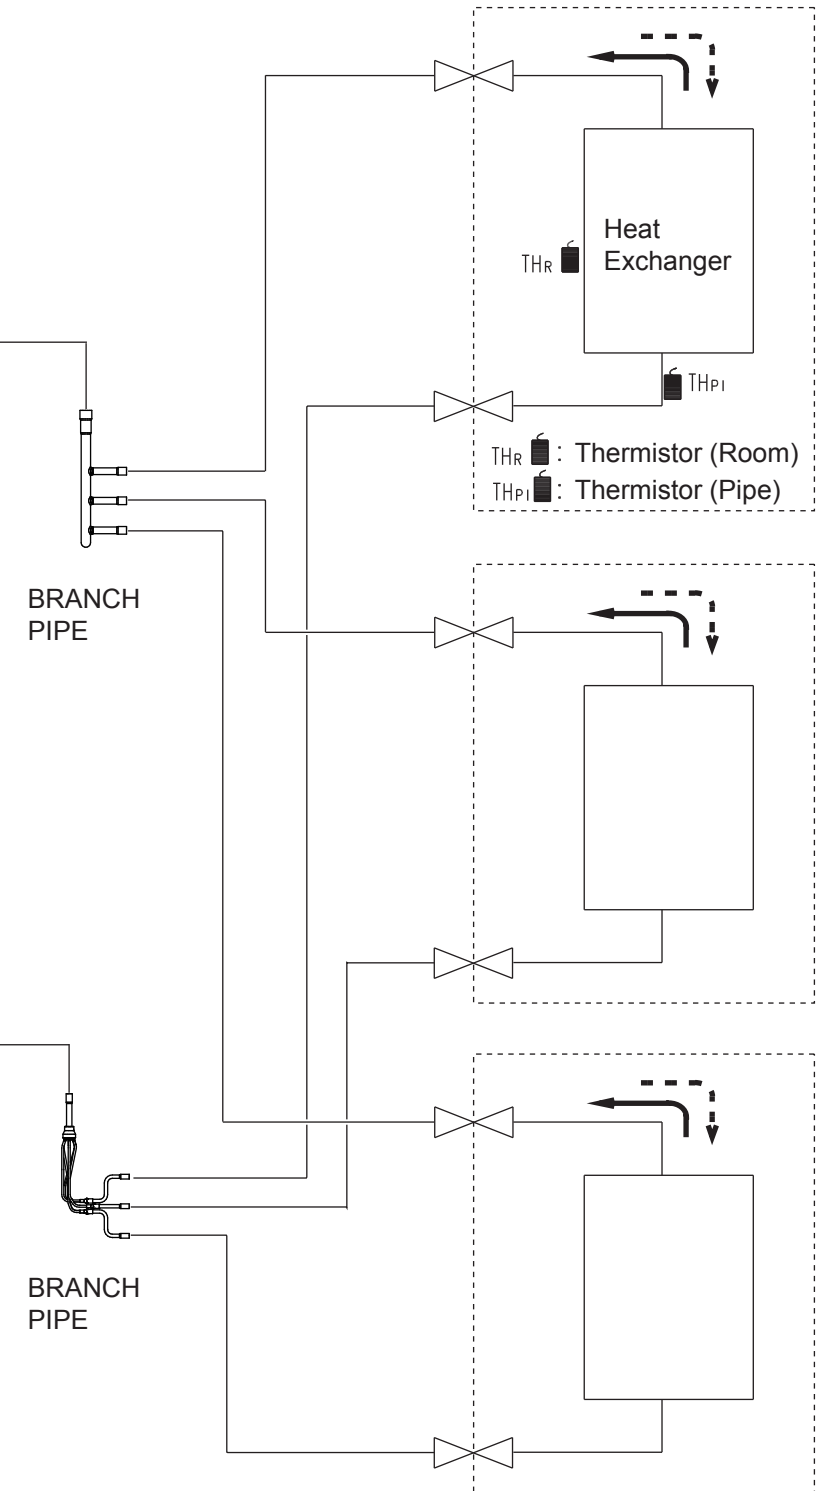 Heat
Exchanger
THR
THPI
THR : Thermistor (Room)
THPI : Thermistor (Pipe)
BRANCH
PIPE
BRANCH
PIPE